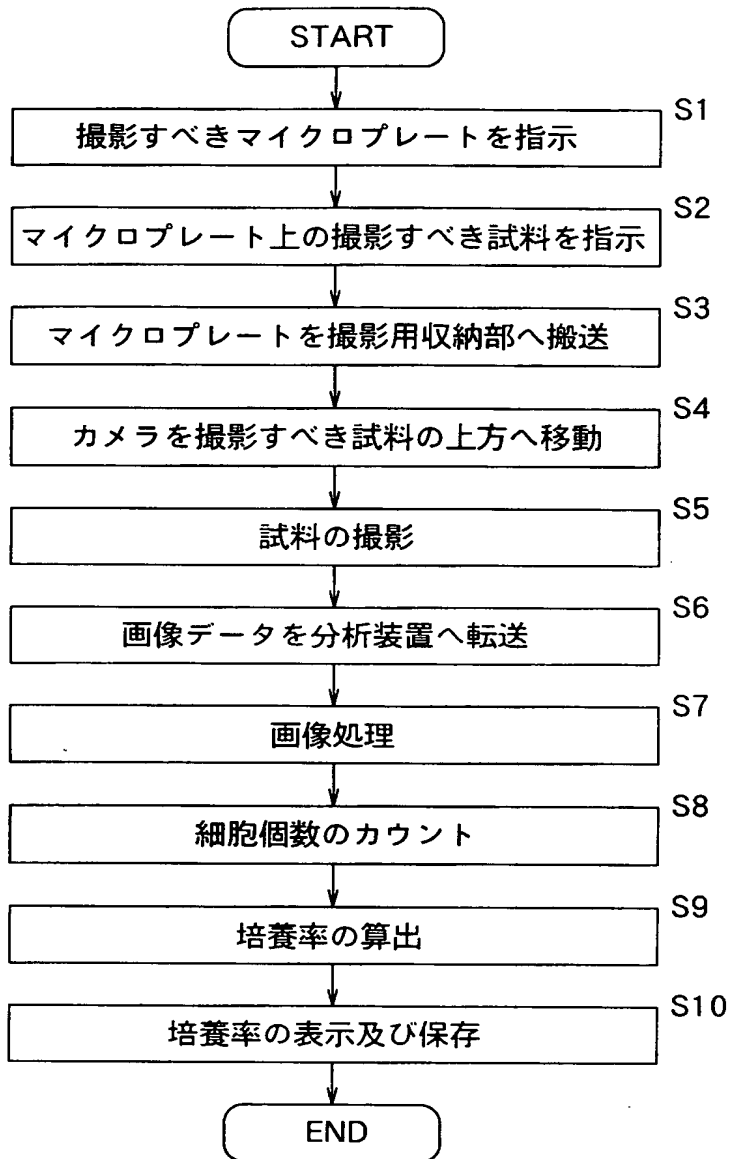 START
S1
撮影すべきマイクロプレートを指示
S2
マイクロプレート上の撮影すべき試料を指示
S3
マイクロプレートを撮影用収納部へ搬送
S4
カメラを撮影すべき試料の上方へ移動
S5
試料の撮影
S6
画像データを分析装置へ転送
S7
画像処理
S8
細胞個数のカウント
S9
培養率の算出
S10
培養率の表示及び保存
END